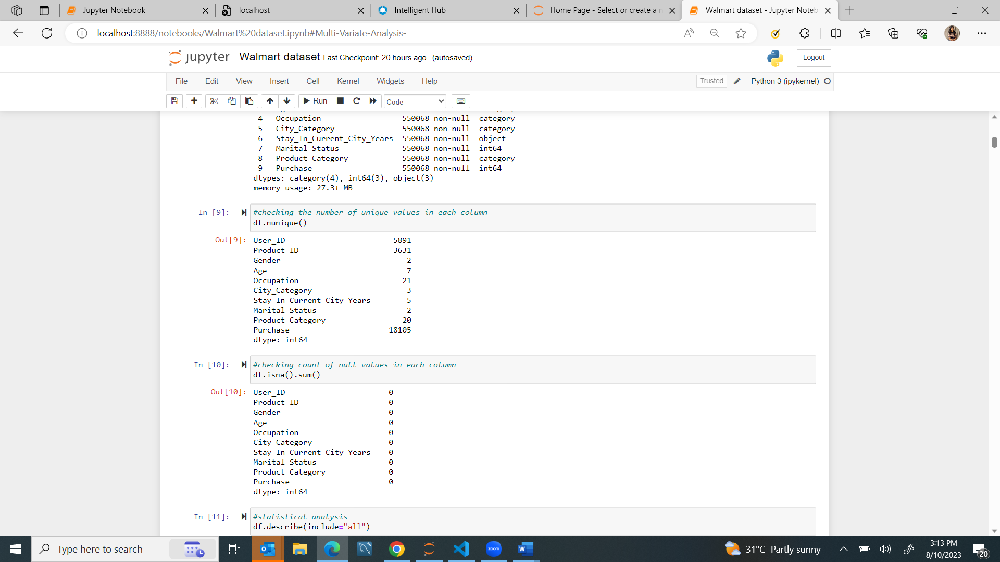 Jupyter Notebook
localhost
Intelligent Hub
Home Page - Select or create a n
Walmart dataset - Jupyter Noteb
localhost:8888/notebooks/Walmart%20dataset.ipynb#Multi-Variate-Analysis-
jupyter Walmart dataset Last Checkpoint: 20 hours ago (autosaved)
Logout
File Edit View Insert Cell Kernel Widgets Help
Trusted
Python 3 (ipykernel)
Run
Code
4 Occupation 550068 non-null category
5 City_Category 550068 non-null category
6 Stay_In_Current_City_Years 550068 non-null object
7 Marital_Status 550068 non-null int64
8 Product_Category 550068 non-null category
9 Purchase 550068 non-null int64
dtypes: category(4), int64(3), object(3)
memory usage: 27.3+ MB
In [9]: #checking the number of unique values in each column
df.nunique()
Out[9]: User_ID 5891
Product_ID 3631
Gender 2
Age 7
Occupation 21
City_Category 3
Stay_In_Current_City_Years 5
Marital_Status 2
Product_Category 20
Purchase 18105
dtype: int64
In [10]: #checking count of null values in each column
df.isna().sum()
Out[10]: User_ID 0
Product_ID 0
Gender 0
Age 0
Occupation 0
City_Category 0
Stay_In_Current_City_Years 0
Marital_Status 0
Product_Category 0
Purchase 0
dtype: int64
In [11]: #statistical analysis
df.describe(include="all")
Type here to search
zoom
31°C Partly sunny
3:13 PM
8/10/2023
20